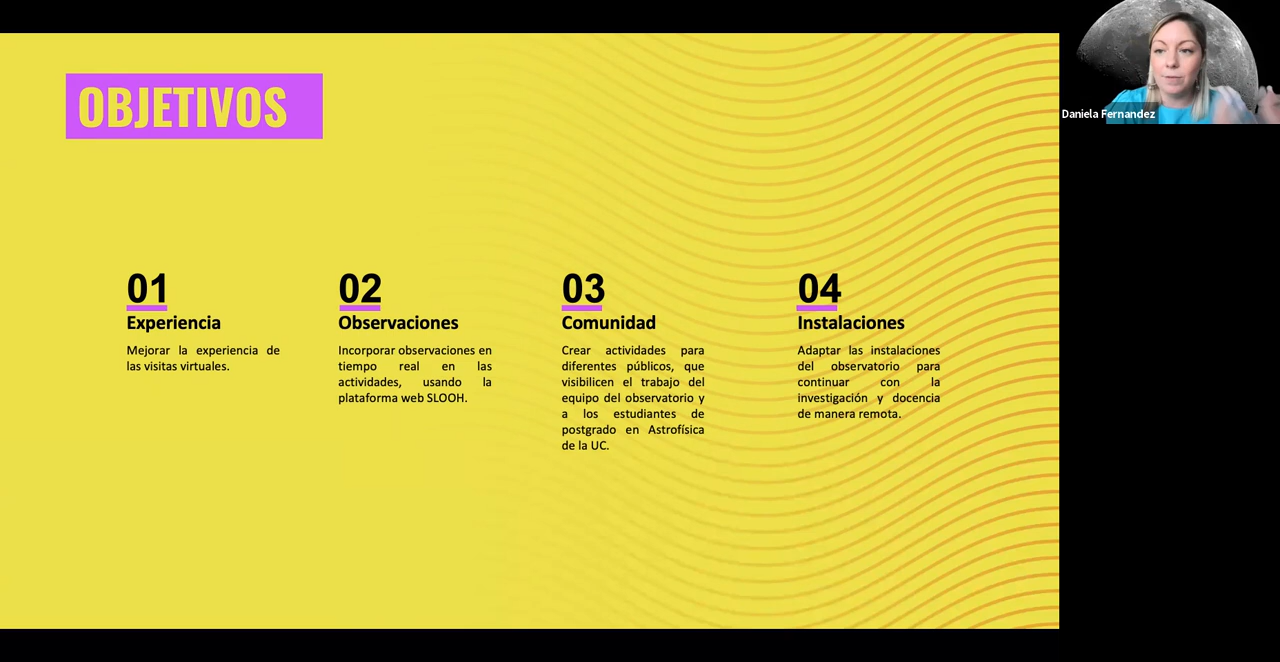 OBJETIVOS
Daniela Fernandez
01
Experiencia
Mejorar la experiencia de
las visitas virtuales.
02
Observaciones
Incorporar observaciones en
tiempo real en las
actividades, usando la
plataforma web SLOOH.
03
Comunidad
Crear actividades para
diferentes públicos, que
visibilicen el trabajo del
equipo del observatorio y
a los estudiantes de
postgrado en Astrofísica
de la UC.
04
Instalaciones
Adaptar las instalaciones
del observatorio para
continuar con la
investigación y docencia
de manera remota.